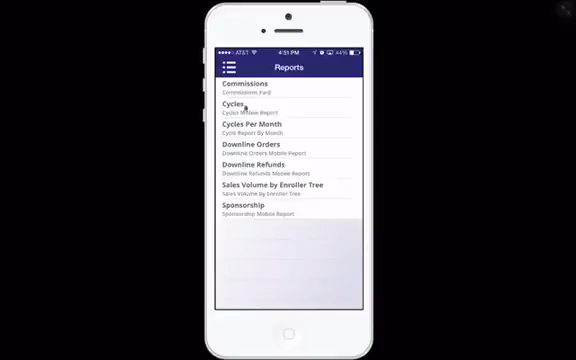 AT&T 4:31 PM 44%
Reports
Commissions
Commissions Paid
Cycles
Cycles Mobile Report
Cycles Per Month
Cycle Report By Month
Downline Orders
Downline Orders Mobile Report
Downline Refunds
Downline Refunds Mobile Report
Sales Volume by Enroller Tree
Sales Volume by Enroller Tree
Sponsorship
Sponsorship Mobile Report